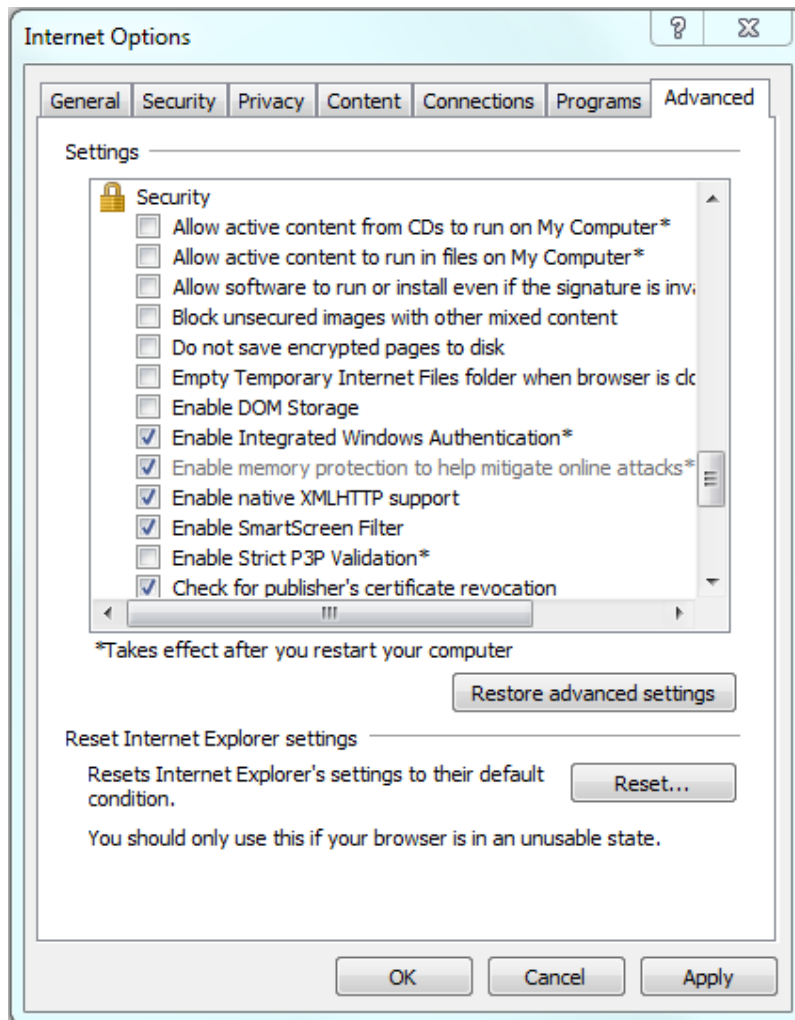 Internet Options
General Security Privacy Content Connections Programs Advanced
Settings
Security
Allow active content from CDs to run on My Computer*
Allow active content to run in files on My Computer*
Allow software to run or install even if the signature is inva
Block unsecured images with other mixed content
Do not save encrypted pages to disk
Empty Temporary Internet Files folder when browser is clo
Enable DOM Storage
Enable Integrated Windows Authentication*
Enable memory protection to help mitigate online attacks*
Enable native XMLHTTP support
Enable SmartScreen Filter
Enable Strict P3P Validation*
Check for publisher's certificate revocation
*Takes effect after you restart your computer
Restore advanced settings
Reset Internet Explorer settings
Resets Internet Explorer's settings to their default
condition.
Reset...
You should only use this if your browser is in an unusable state.
OK Cancel Apply